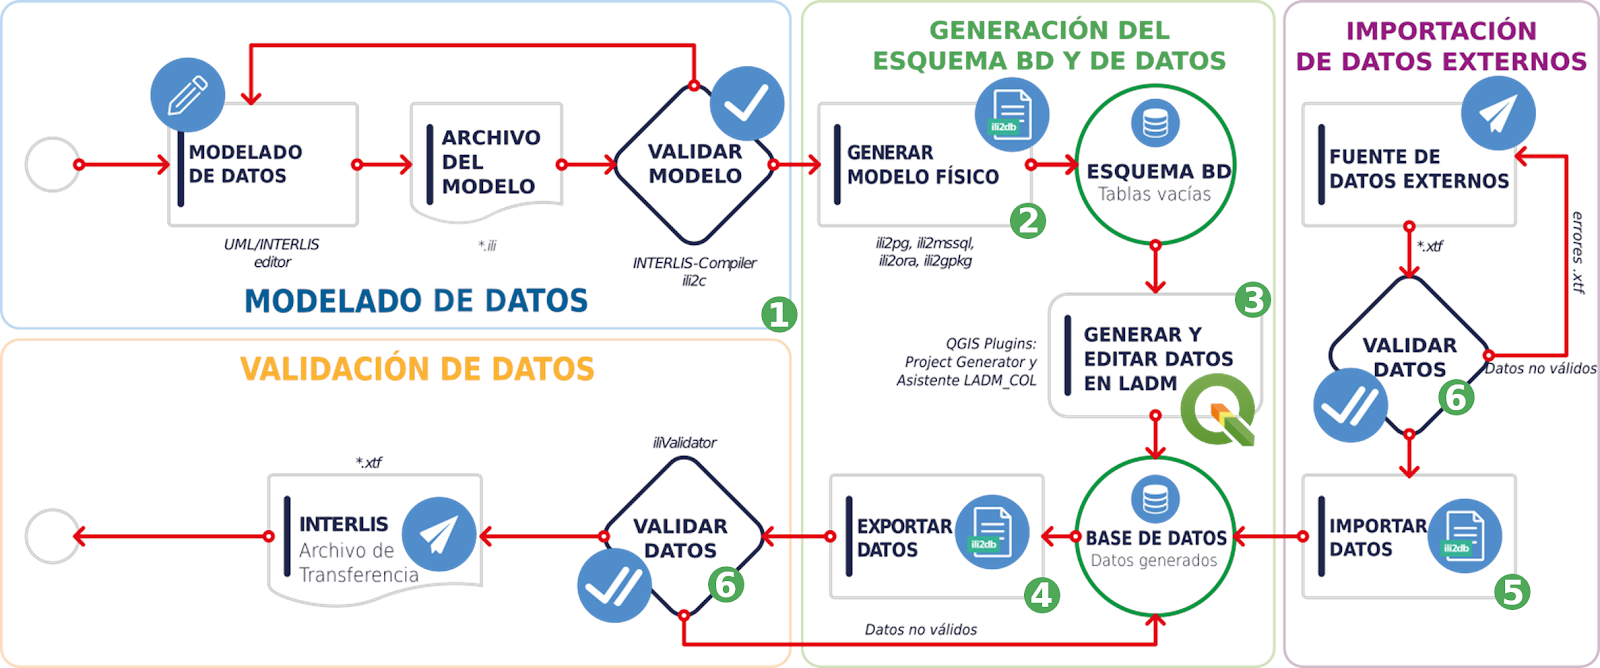 MODELADO
DE DATOS
UML/INTERLIS
editor
ARCHIVO
DEL
MODELO
*.ili
VALIDAR
MODELO
INTERLIS-Compiler
ili2c
MODELADO DE DATOS
1
GENERACIÓN DEL
ESQUEMA BD Y DE DATOS
ili2db
GENERAR
MODELO FÍSICO
2
ili2pg, ili2mssql,
ili2ora, ili2gpkg
ESQUEMA BD
Tablas vacías
3
QGIS Plugins:
Project Generator y
Asistente LADM_COL
GENERAR Y
EDITAR DATOS
EN LADM
BASE DE DATOS
Datos generados
EXPORTAR
DATOS
ili2db
4
IMPORTACIÓN
DE DATOS EXTERNOS
FUENTE DE
DATOS EXTERNOS
*.xtf
errores .xtf
VALIDAR
DATOS
6
Datos no válidos
IMPORTAR
DATOS
ili2db
5
VALIDACIÓN DE DATOS
iliValidator
VALIDAR
DATOS
6
Datos no válidos
*.xtf
INTERLIS
Archivo de
Transferencia